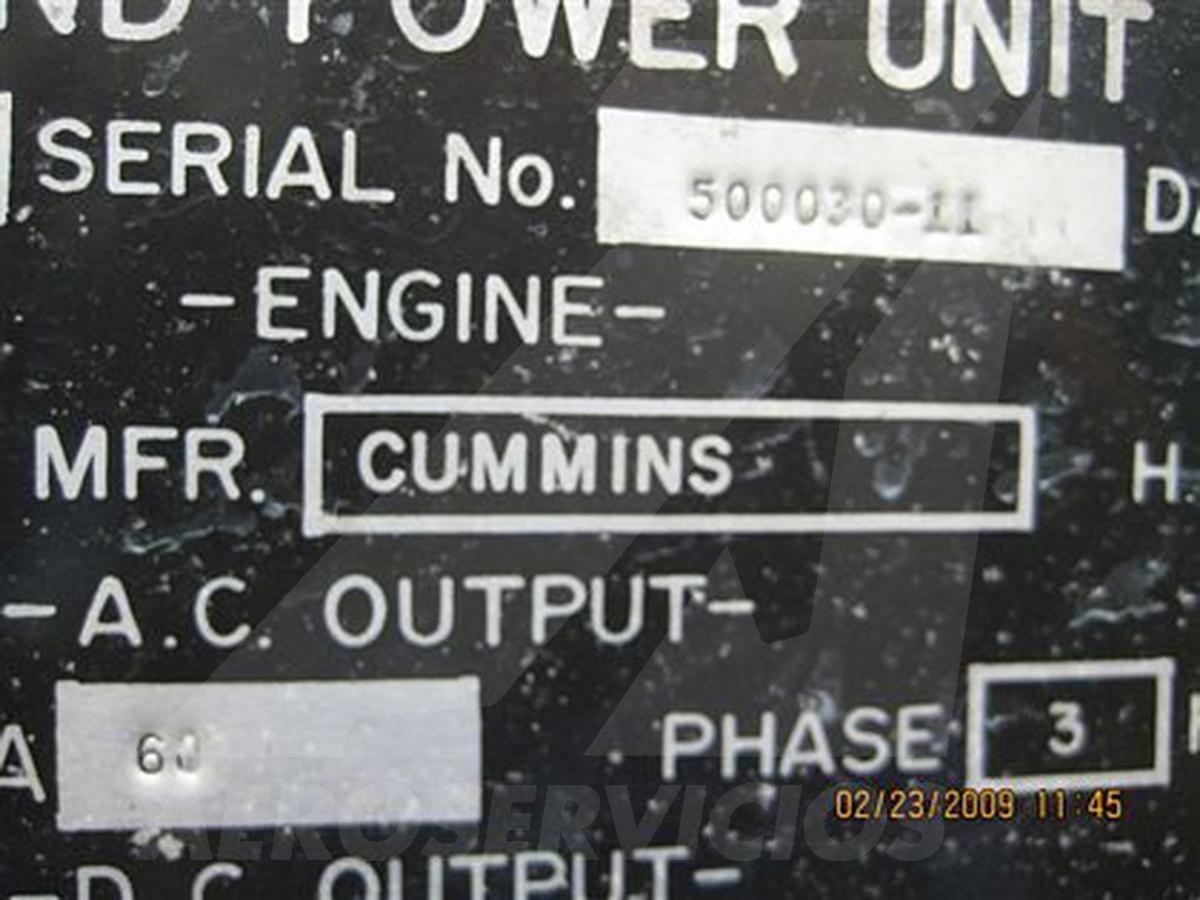 ND POWER UNIT
SERIAL No. 500030-11 DA
-ENGINE-
MFR. CUMMINS H.
-A.C. OUTPUT-
A 60 PHASE 3
02/23/2009 11:45
AEROSERVICIOS
-D.C. OUTPUT-